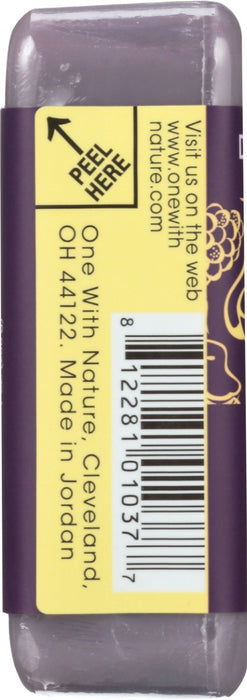 PEEL
HERE
Visit us on the web
www.onewith
nature.com
One With Nature, Cleveland,
OH 44122. Made in Jordan
8 12281 01037 7